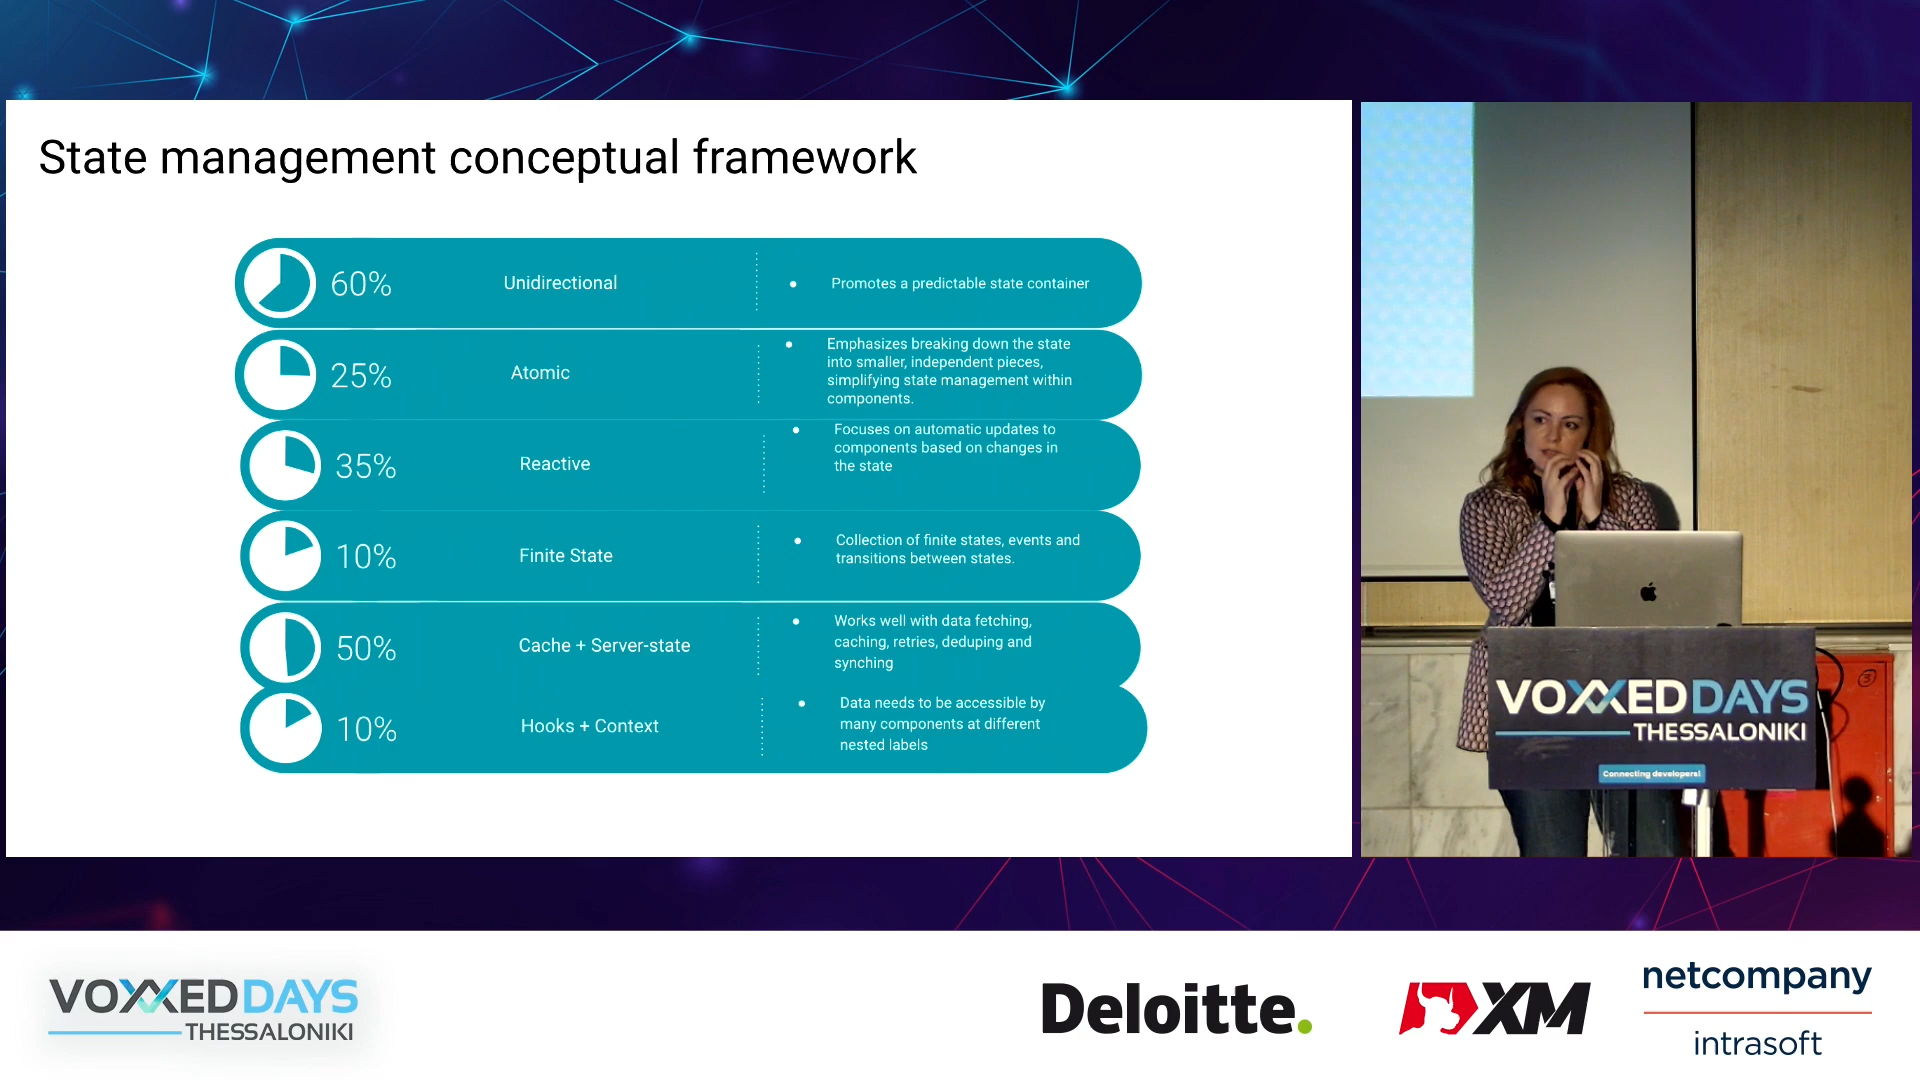 State management conceptual framework
60%
Unidirectional
● Promotes a predictable state container
25%
Atomic
● Emphasizes breaking down the state
into smaller, independent pieces,
simplifying state management within
components.
35%
Reactive
● Focuses on automatic updates to
components based on changes in
the state
10%
Finite State
● Collection of finite states, events and
transitions between states.
50%
Cache + Server-state
● Works well with data fetching,
caching, retries, deduping and
synching
10%
Hooks + Context
● Data needs to be accessible by
many components at different
nested labels
VOXXED DAYS
THESSALONIKI
Connecting developers!
3
VOXXED DAYS
THESSALONIKI
Deloitte.
XM
netcompany
intrasoft